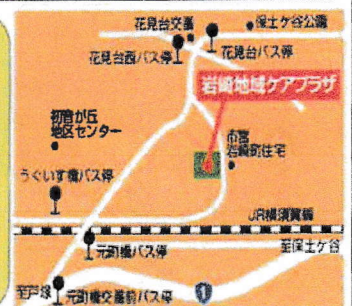 花見台交番
保土ケ谷公園
花見台西バス停
花見台バス停
岩崎地域ケアプラザ
初音が丘
地区センター
市営
岩崎町住宅
うぐいす橋バス停
JR横須賀線
元町橋バス停
至保土ケ谷
至戸塚
元町橋交番前バス停
1